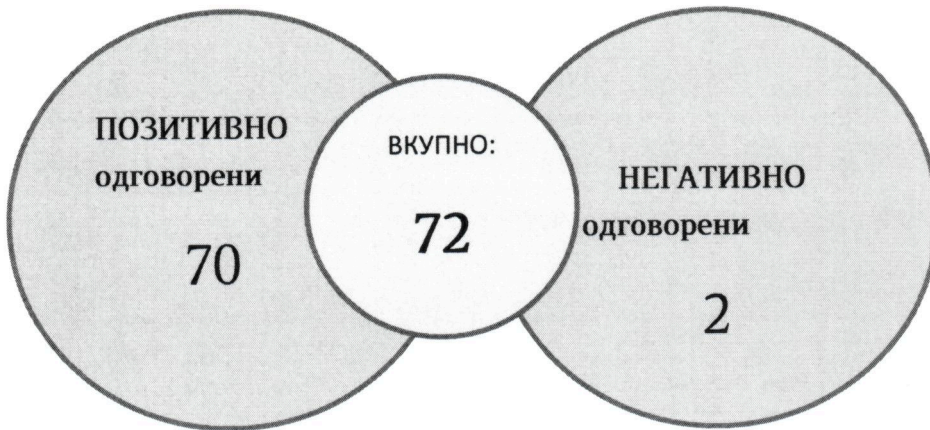 ПОЗИТИВНО
одговорени
70
ВКУПНО:
72
НЕГАТИВНО
одговорени
2